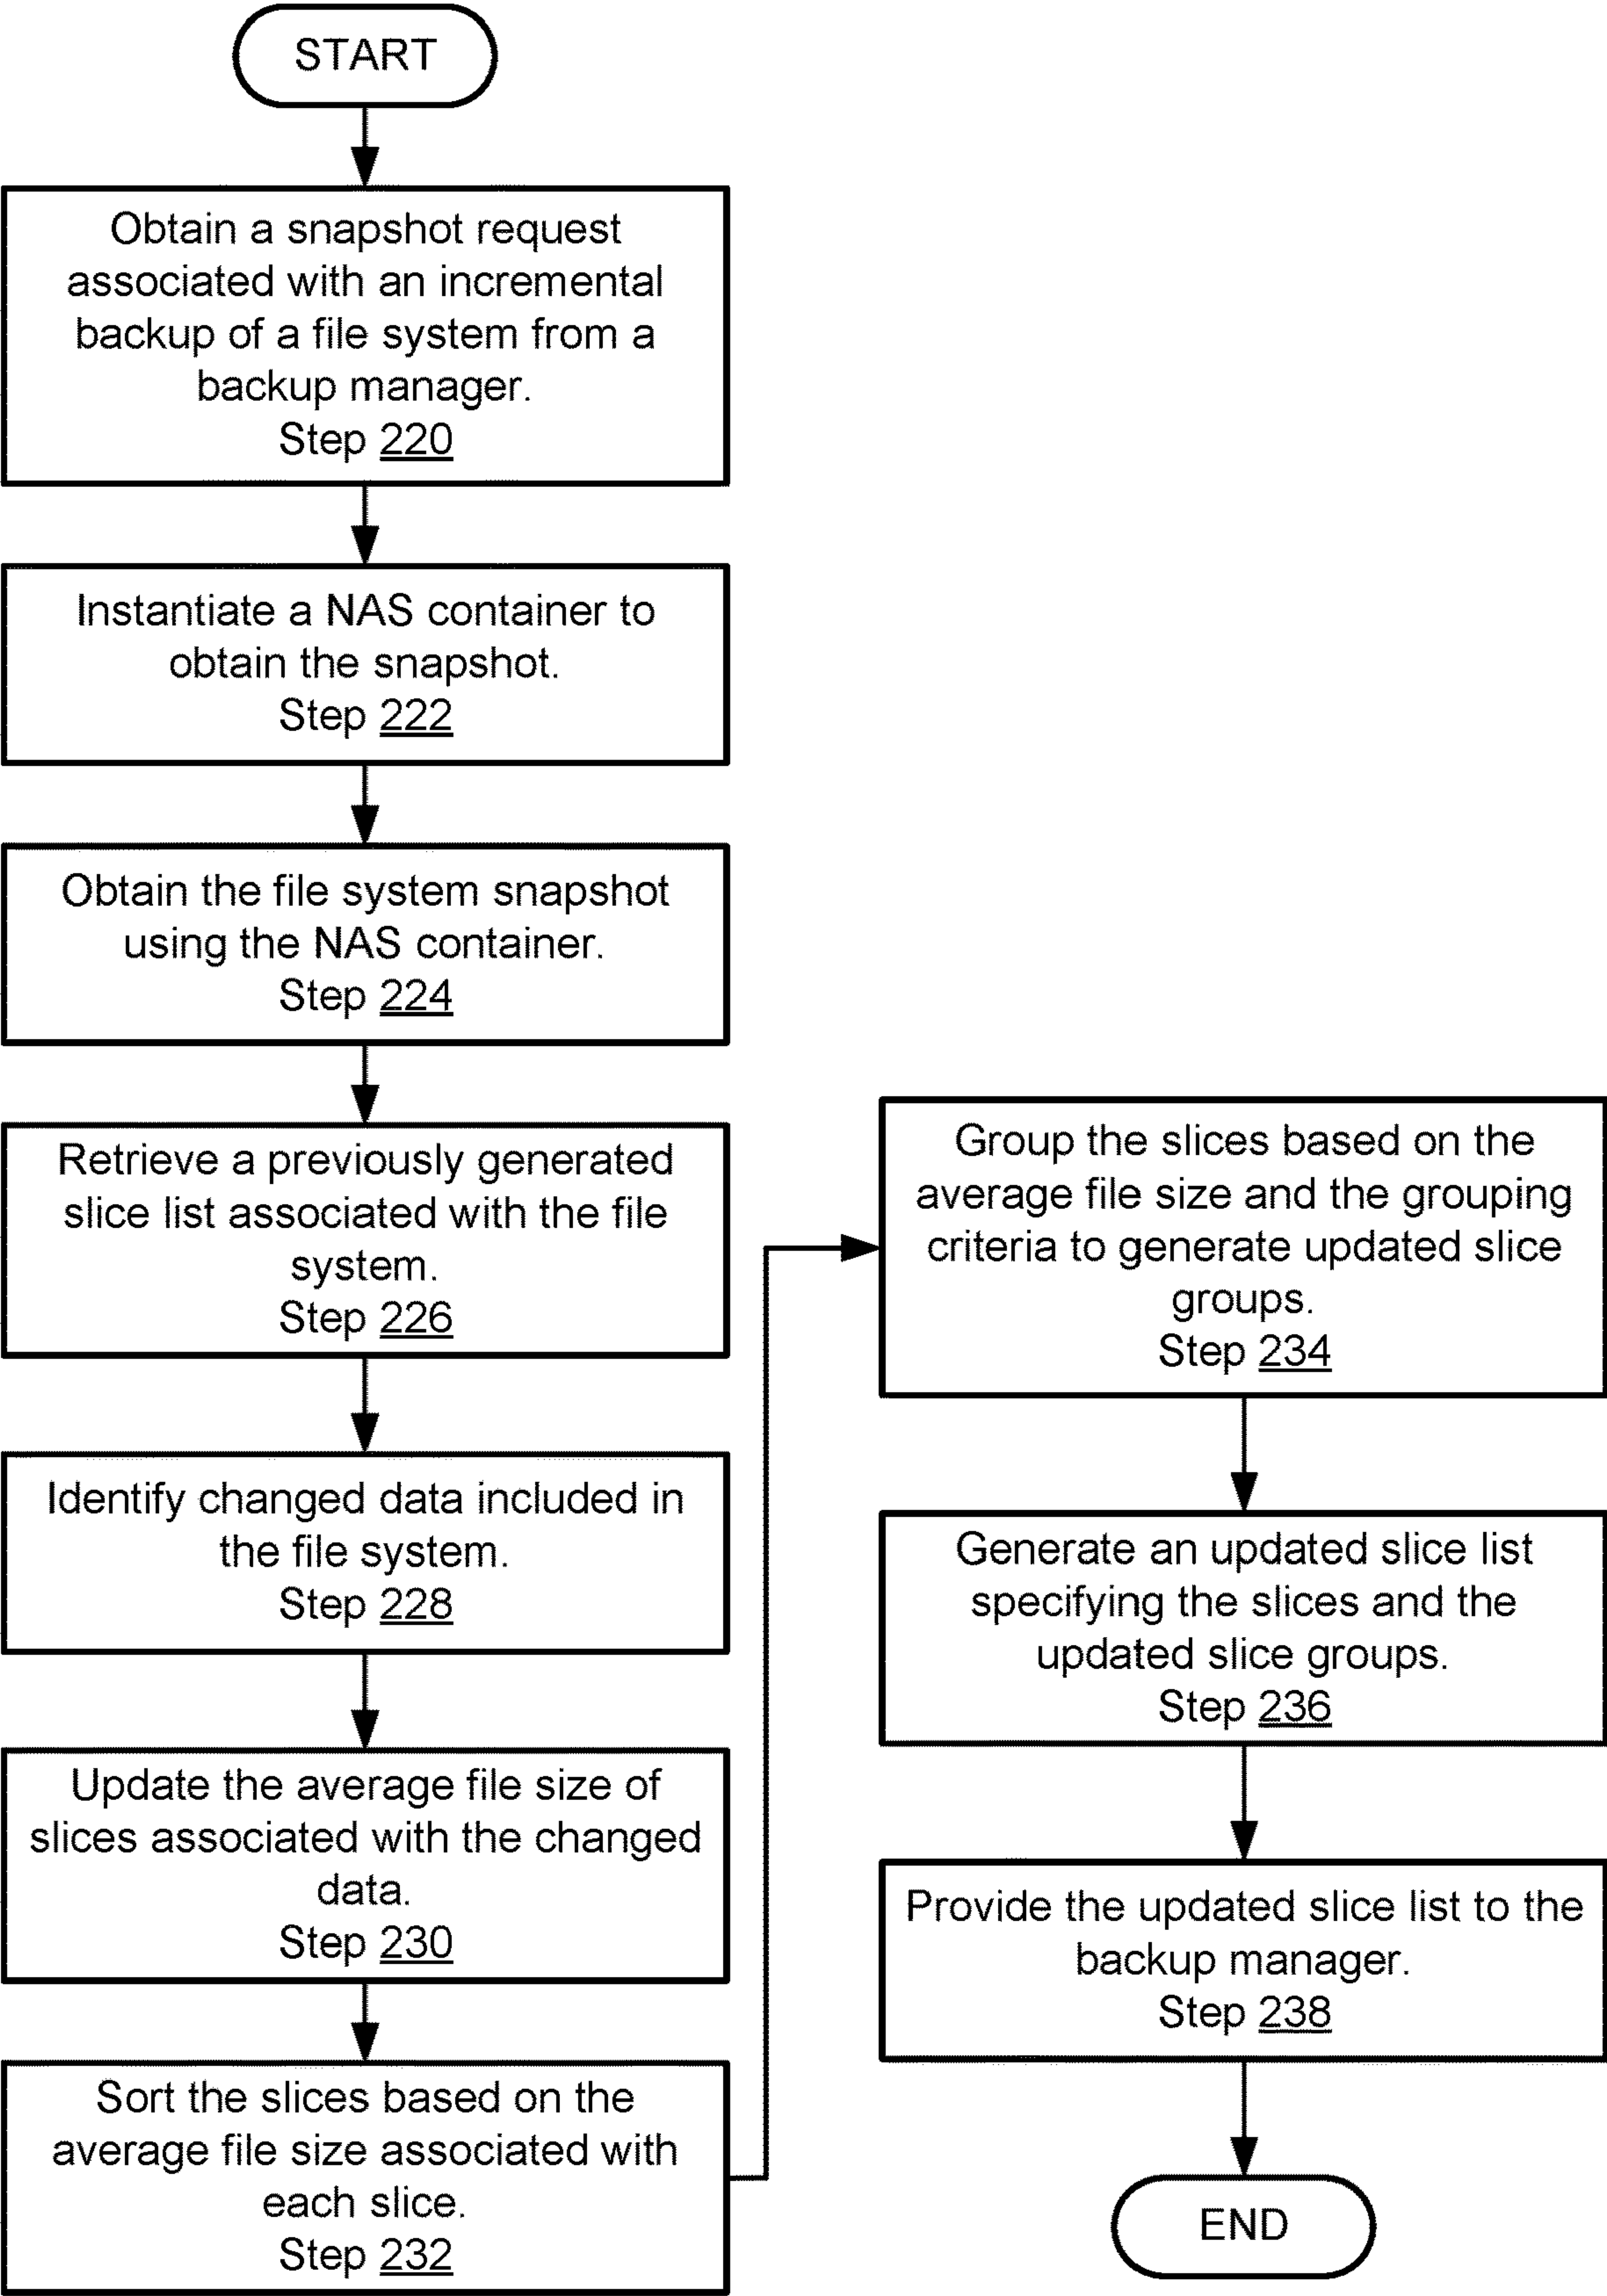 START
Obtain a snapshot request
associated with an incremental
backup of a file system from a
backup manager.
Step 220
Instantiate a NAS container to
obtain the snapshot.
Step 222
Obtain the file system snapshot
using the NAS container.
Step 224
Retrieve a previously generated
slice list associated with the file
system.
Step 226
Identify changed data included in
the file system.
Step 228
Update the average file size of
slices associated with the changed
data.
Step 230
Sort the slices based on the
average file size associated with
each slice.
Step 232
Group the slices based on the
average file size and the grouping
criteria to generate updated slice
groups.
Step 234
Generate an updated slice list
specifying the slices and the
updated slice groups.
Step 236
Provide the updated slice list to the
backup manager.
Step 238
END